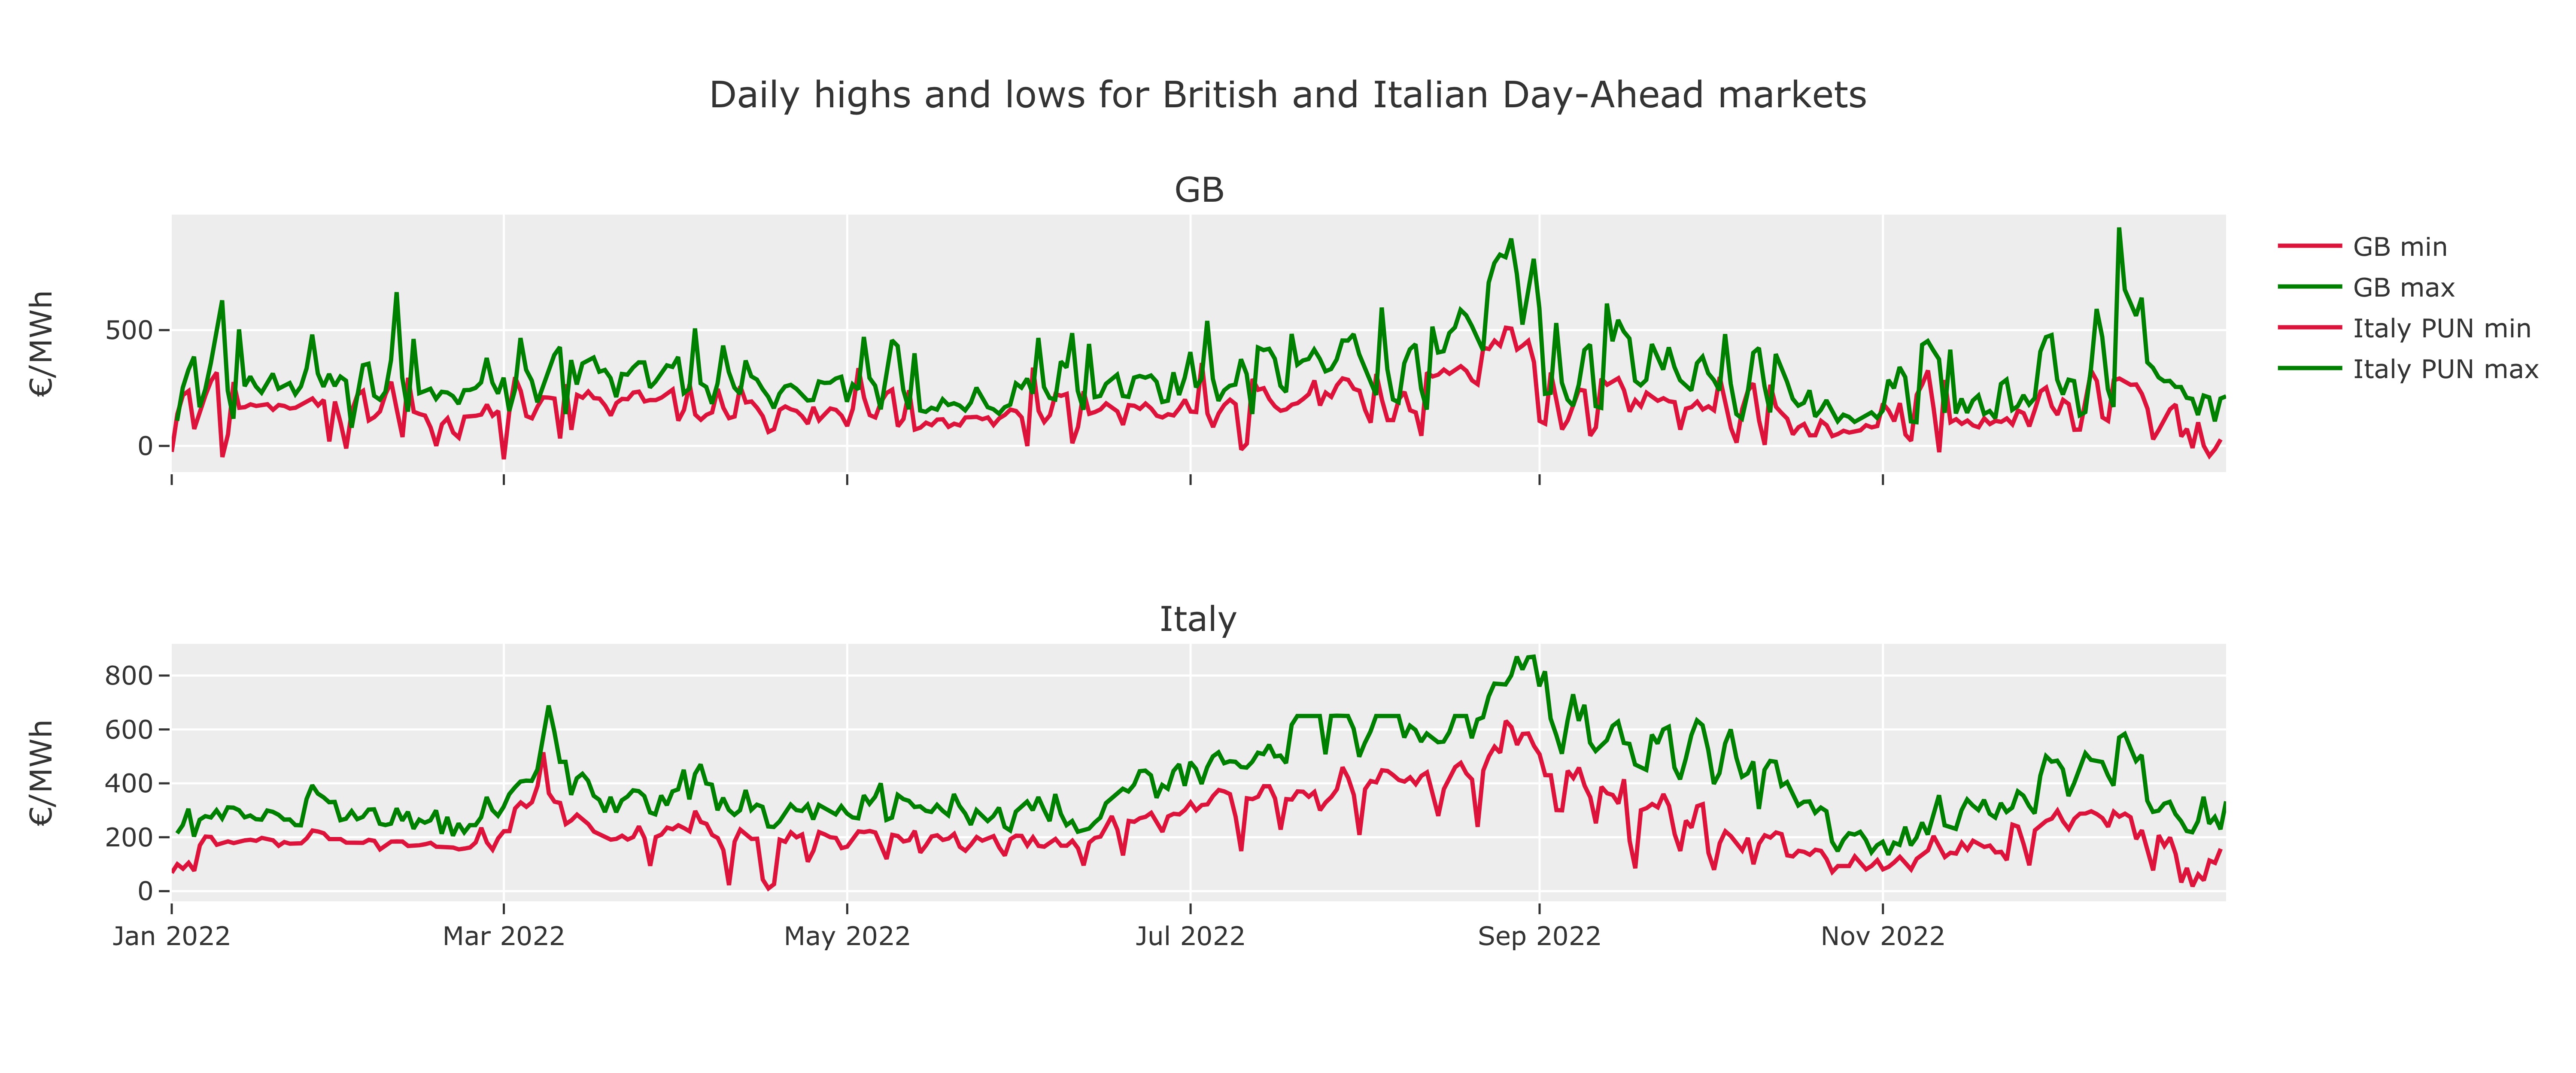 Daily highs and lows for British and Italian Day-Ahead markets
GB
€/MWh
500
0
GB min
GB max
Italy PUN min
Italy PUN max
Italy
€/MWh
800
600
400
200
0
Jan 2022 Mar 2022 May 2022 Jul 2022 Sep 2022 Nov 2022